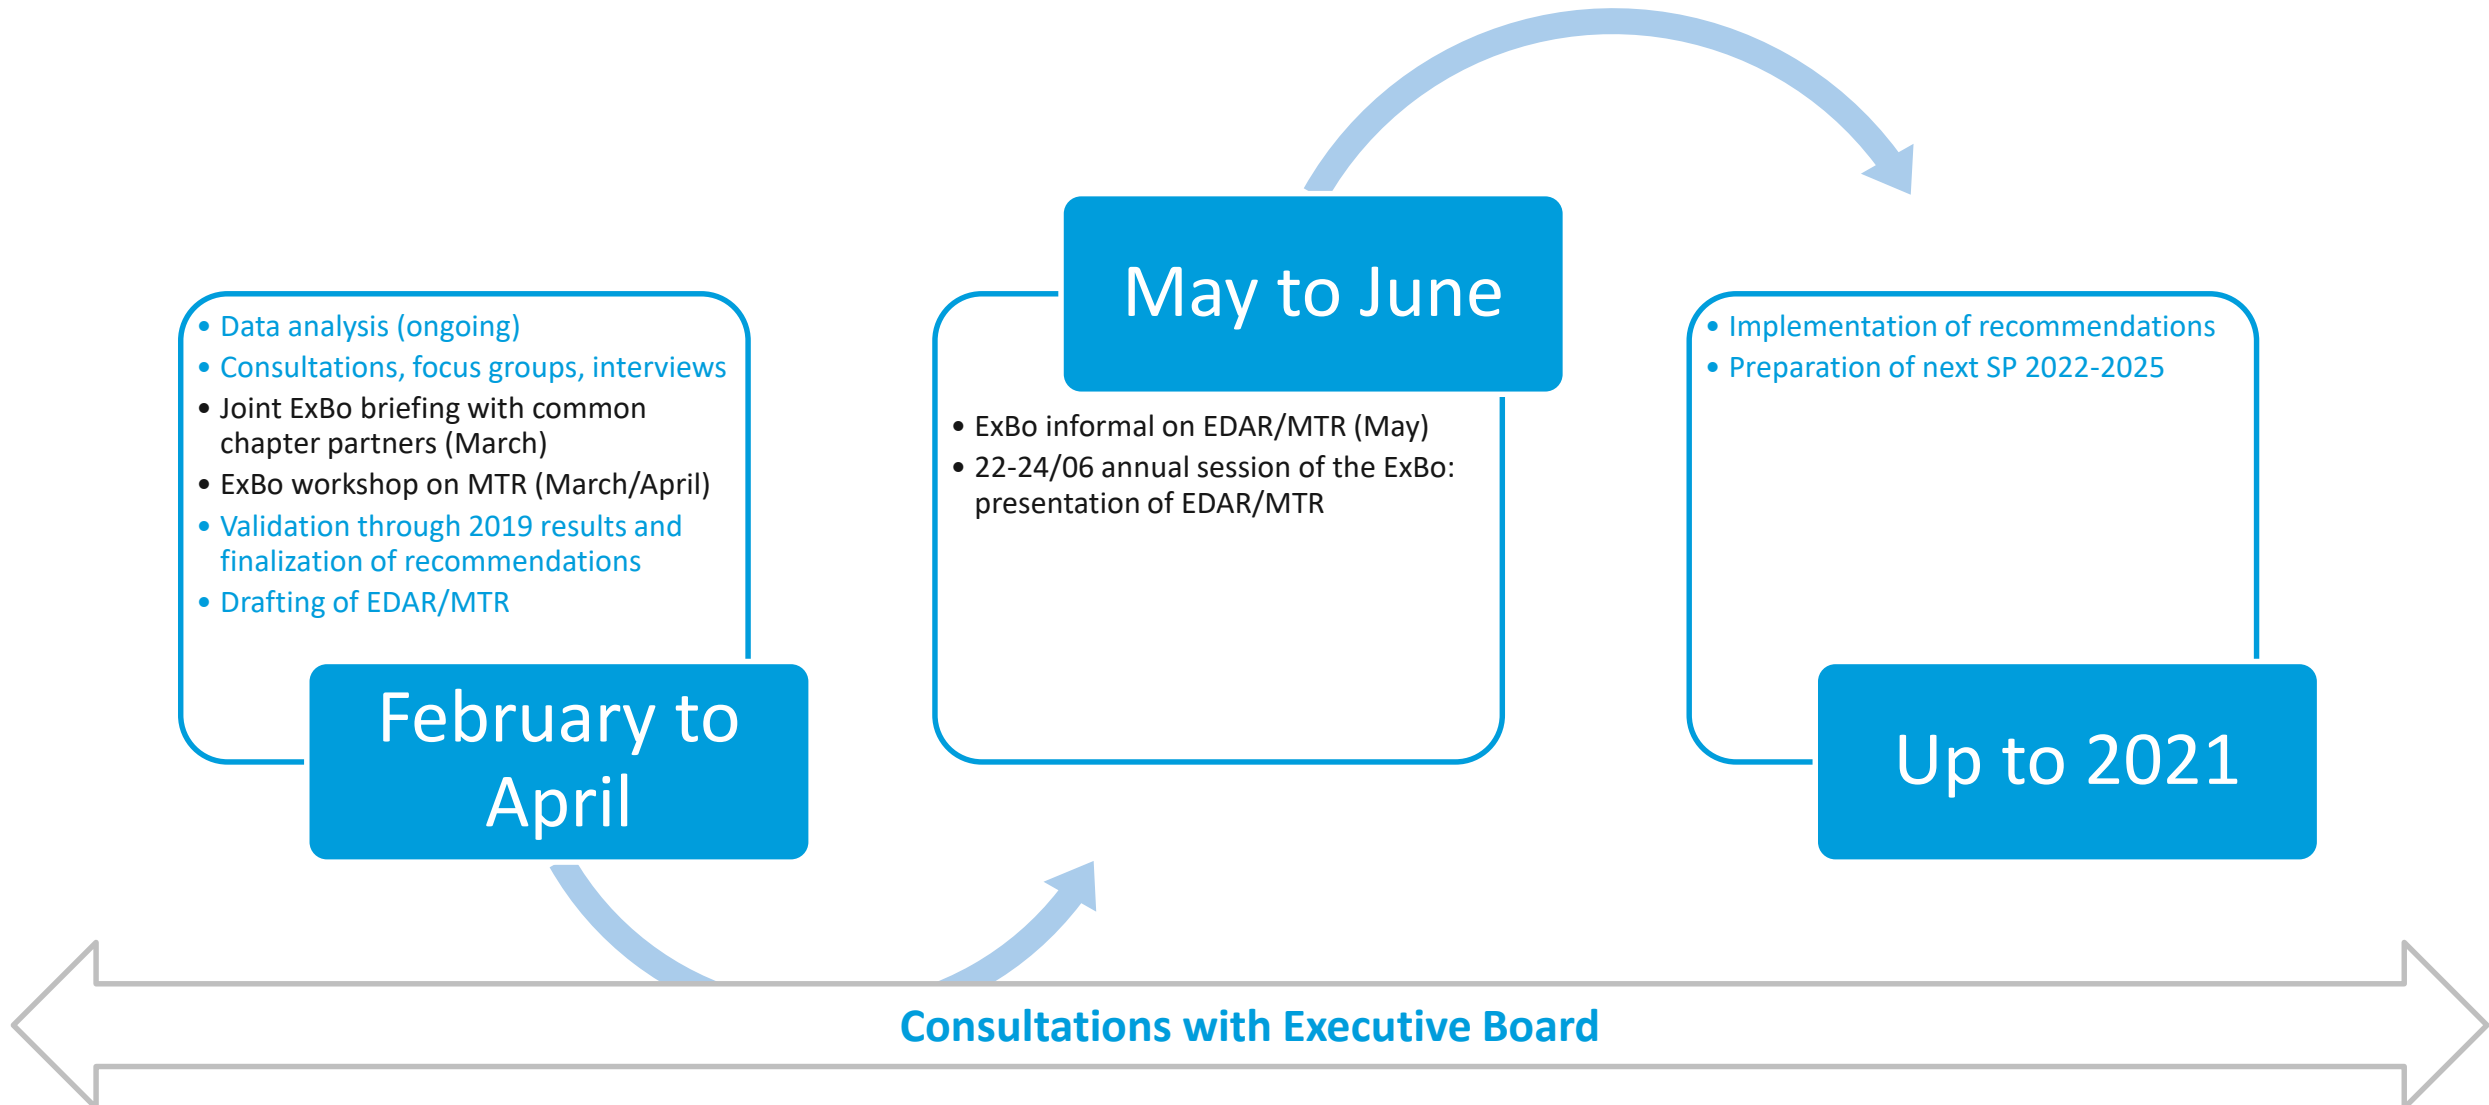 • Data analysis (ongoing)
• Consultations, focus groups, interviews
• Joint ExBo briefing with common
chapter partners (March)
• ExBo workshop on MTR (March/April)
• Validation through 2019 results and
finalization of recommendations
• Drafting of EDAR/MTR
February to
April
May to June
• ExBo informal on EDAR/MTR (May)
• 22-24/06 annual session of the ExBo:
presentation of EDAR/MTR
• Implementation of recommendations
• Preparation of next SP 2022-2025
Up to 2021
Consultations with Executive Board